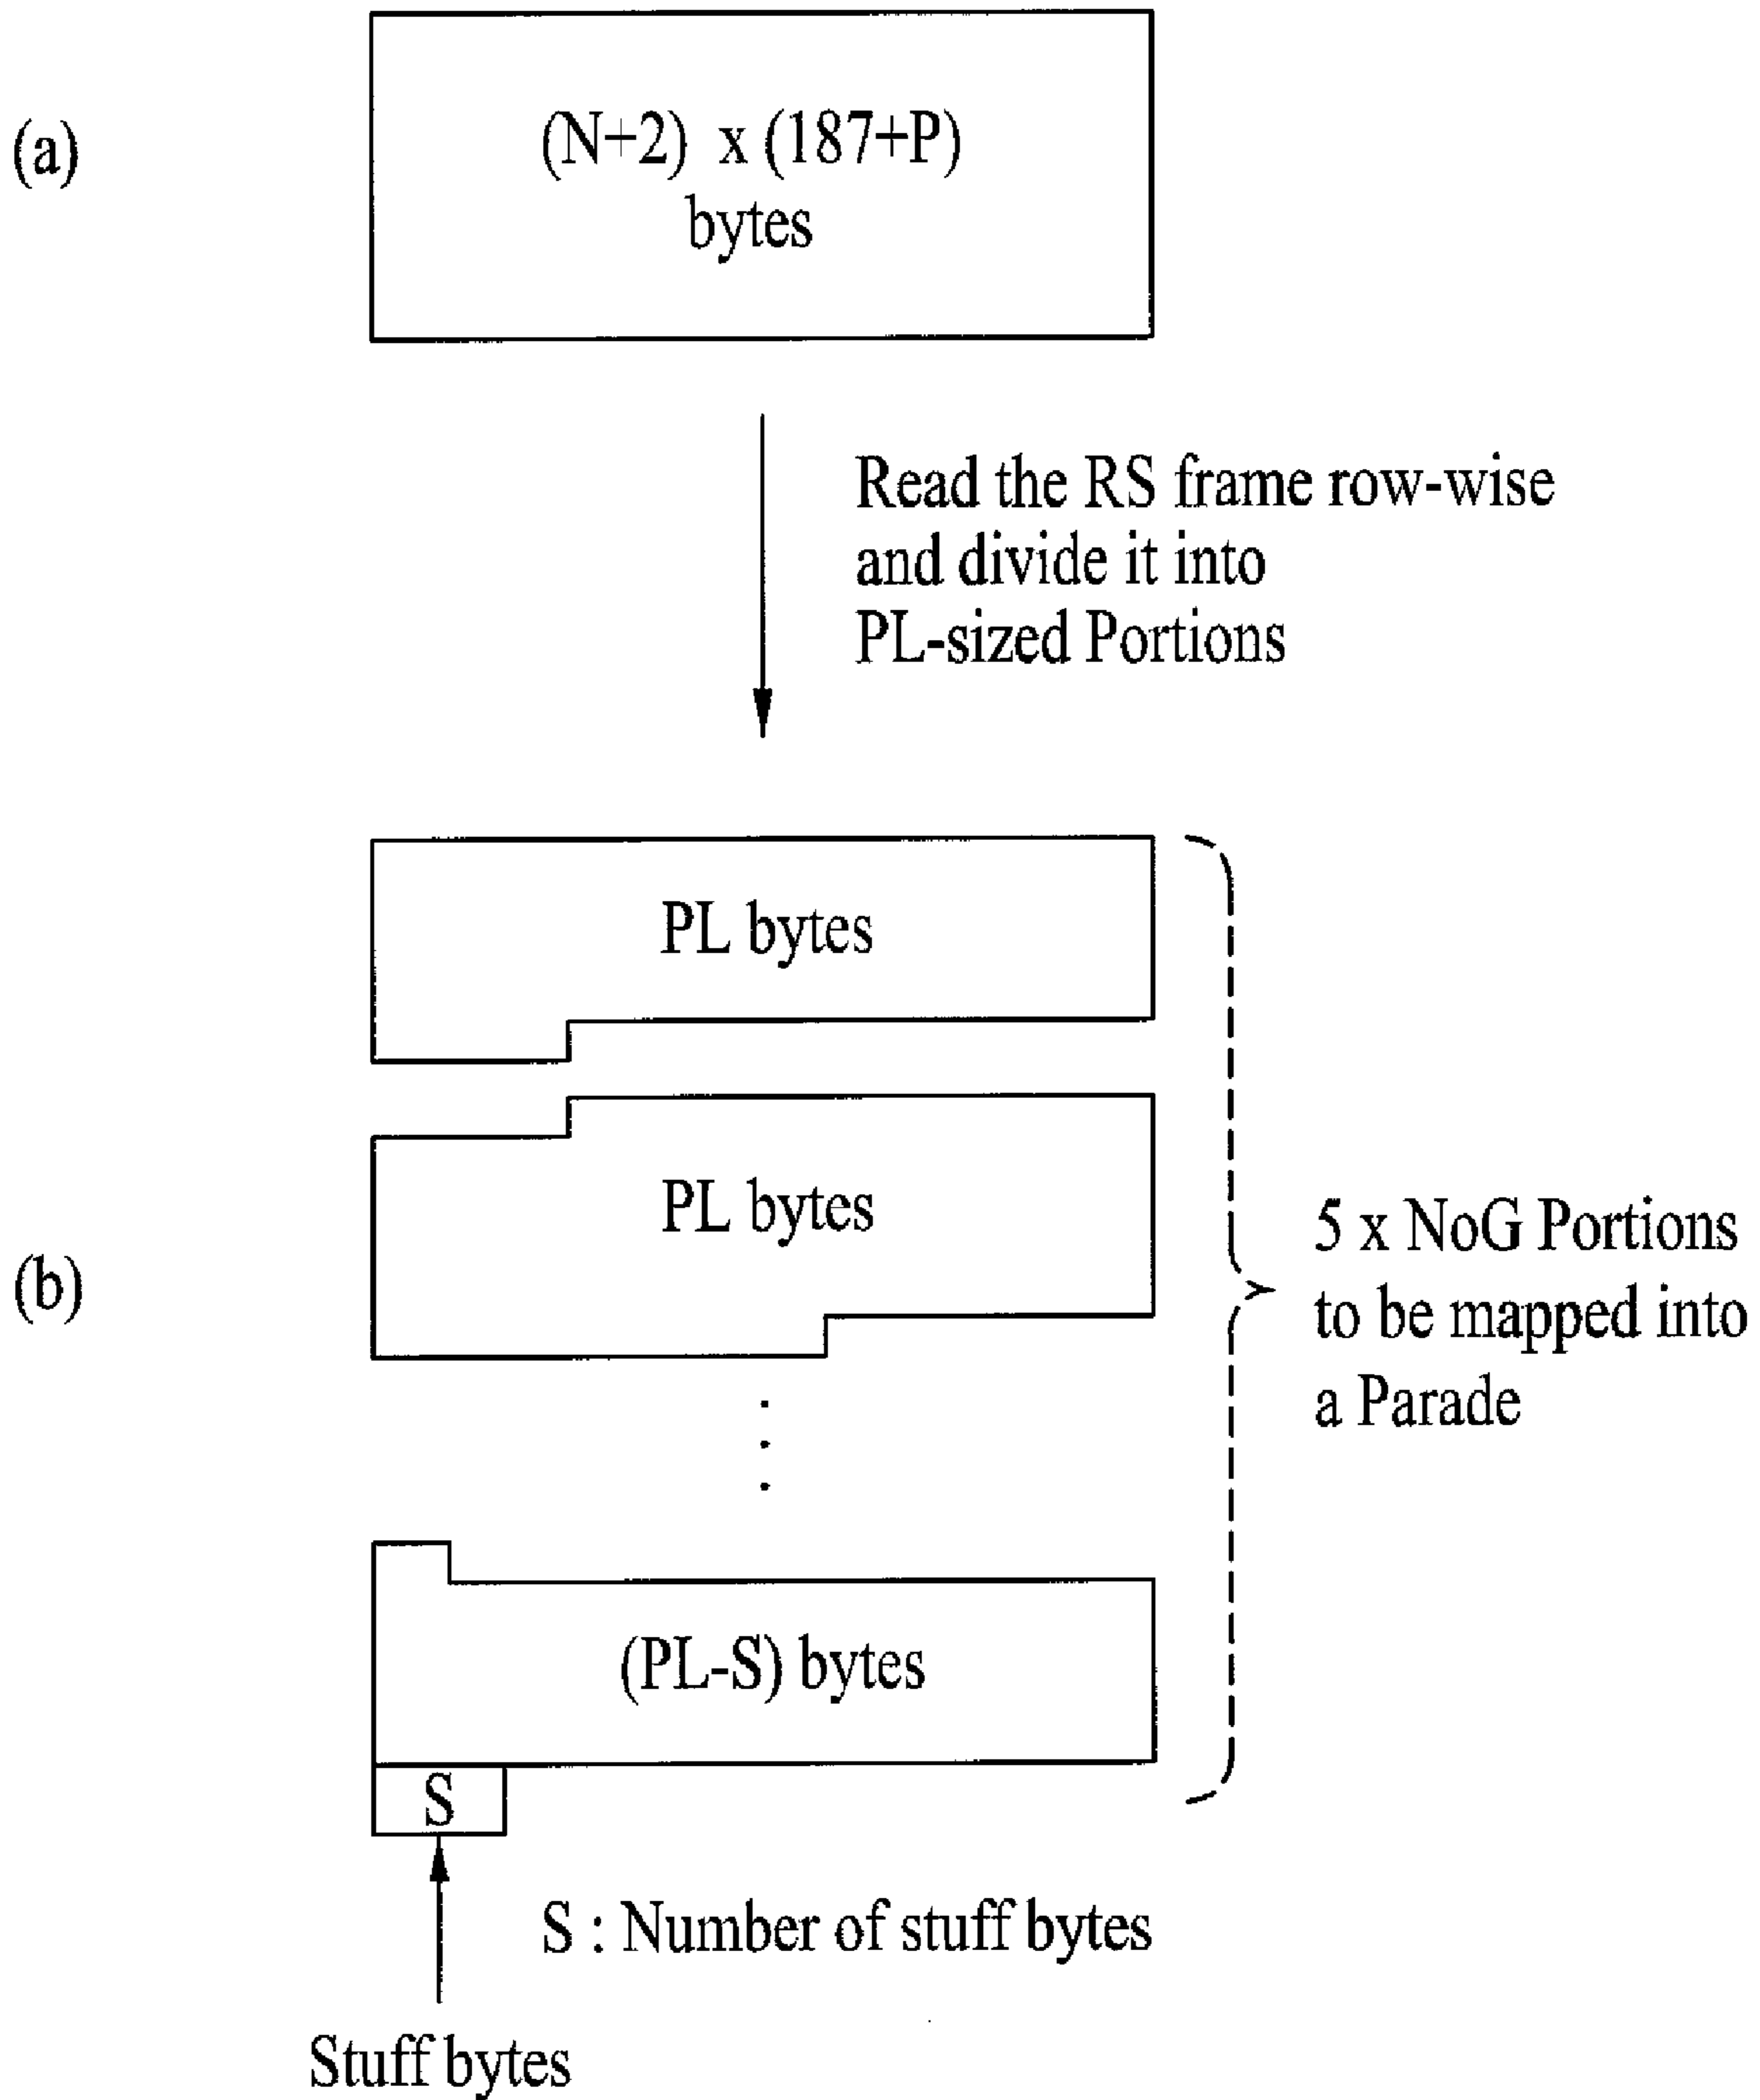 (a)
(N+2) x (187+P)
bytes
Read the RS frame row-wise
and divide it into
PL-sized Portions
PL bytes
PL bytes
(b)
5 x NoG Portions
to be mapped into
a Parade
(PL-S) bytes
S
S : Number of stuff bytes
Stuff bytes